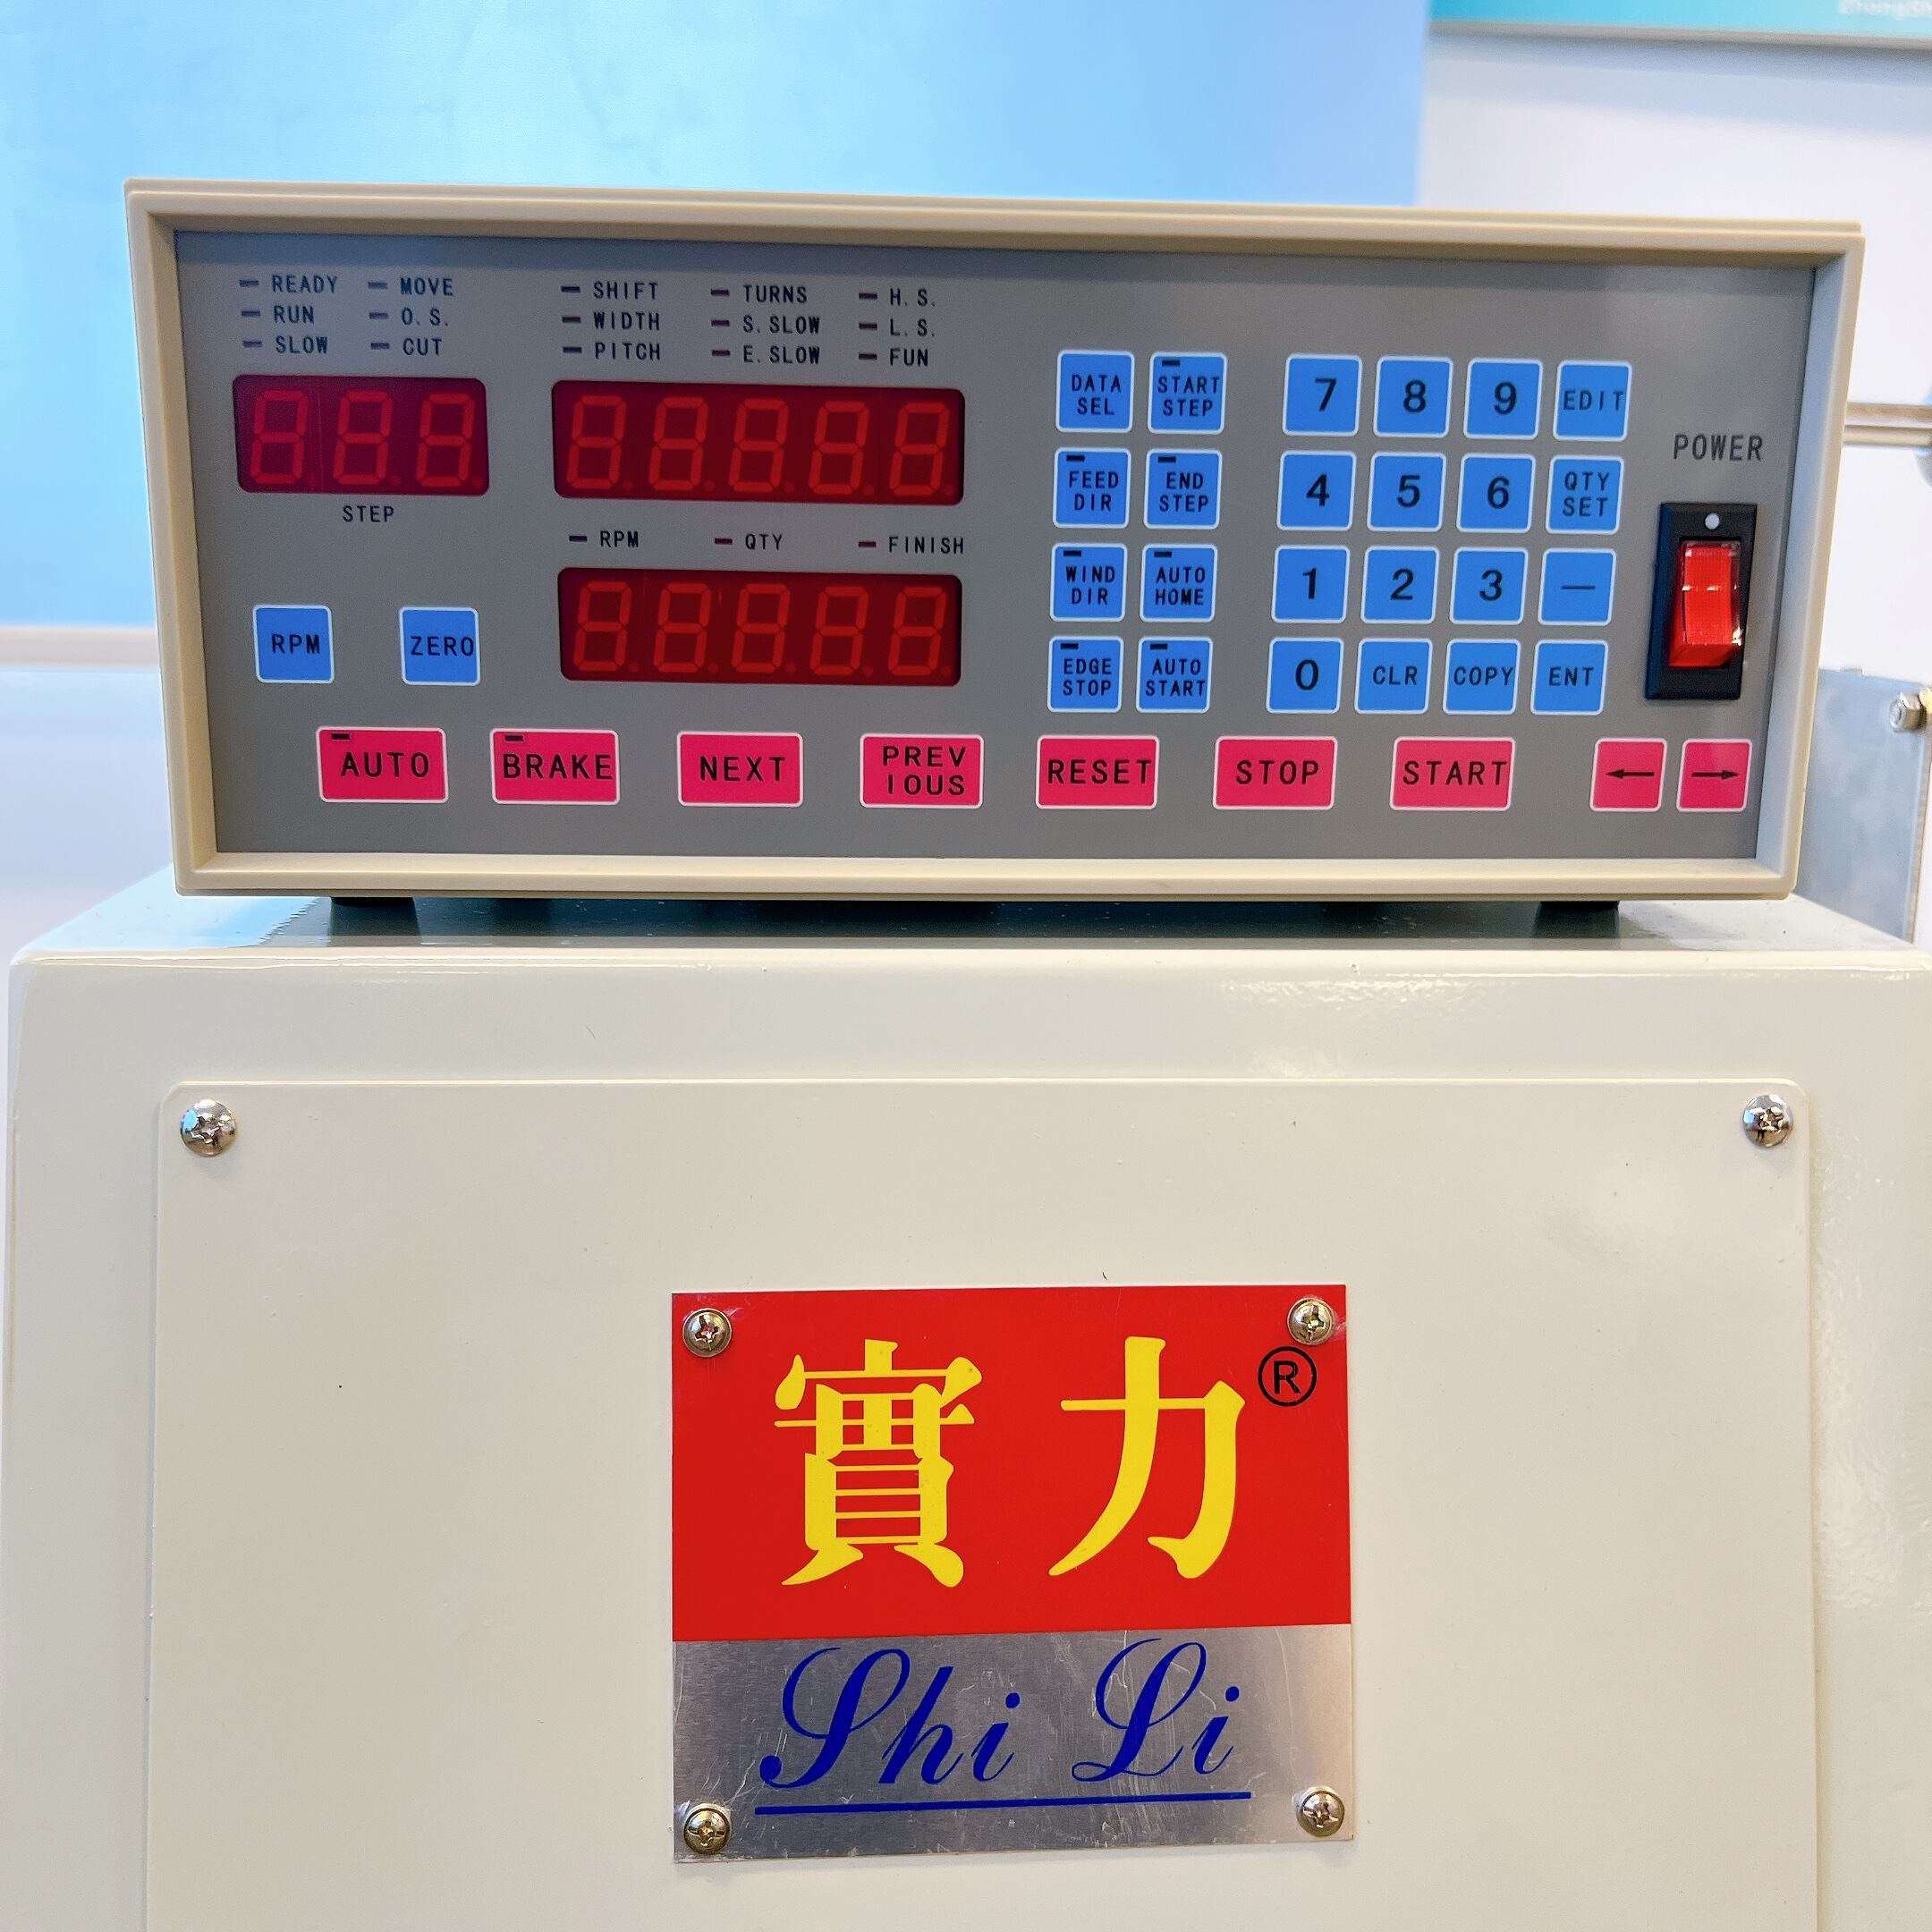 READY MOVE
RUN O.S.
SLOW CUT
SHIFT TURNS H.S.
WIDTH S.SLOW L.S.
PITCH E.SLOW FUN
STEP
RPM QTY FINISH
RPM ZERO
DATA SEL START STEP
FEED DIR END STEP
WIND DIR AUTO HOME
EDGE STOP AUTO START
7 8 9 EDIT
4 5 6 QTY SET
1 2 3 —
0 CLR COPY ENT
POWER
AUTO BRAKE NEXT PREVIOUS RESET STOP START ← →
實力®
Shi Li